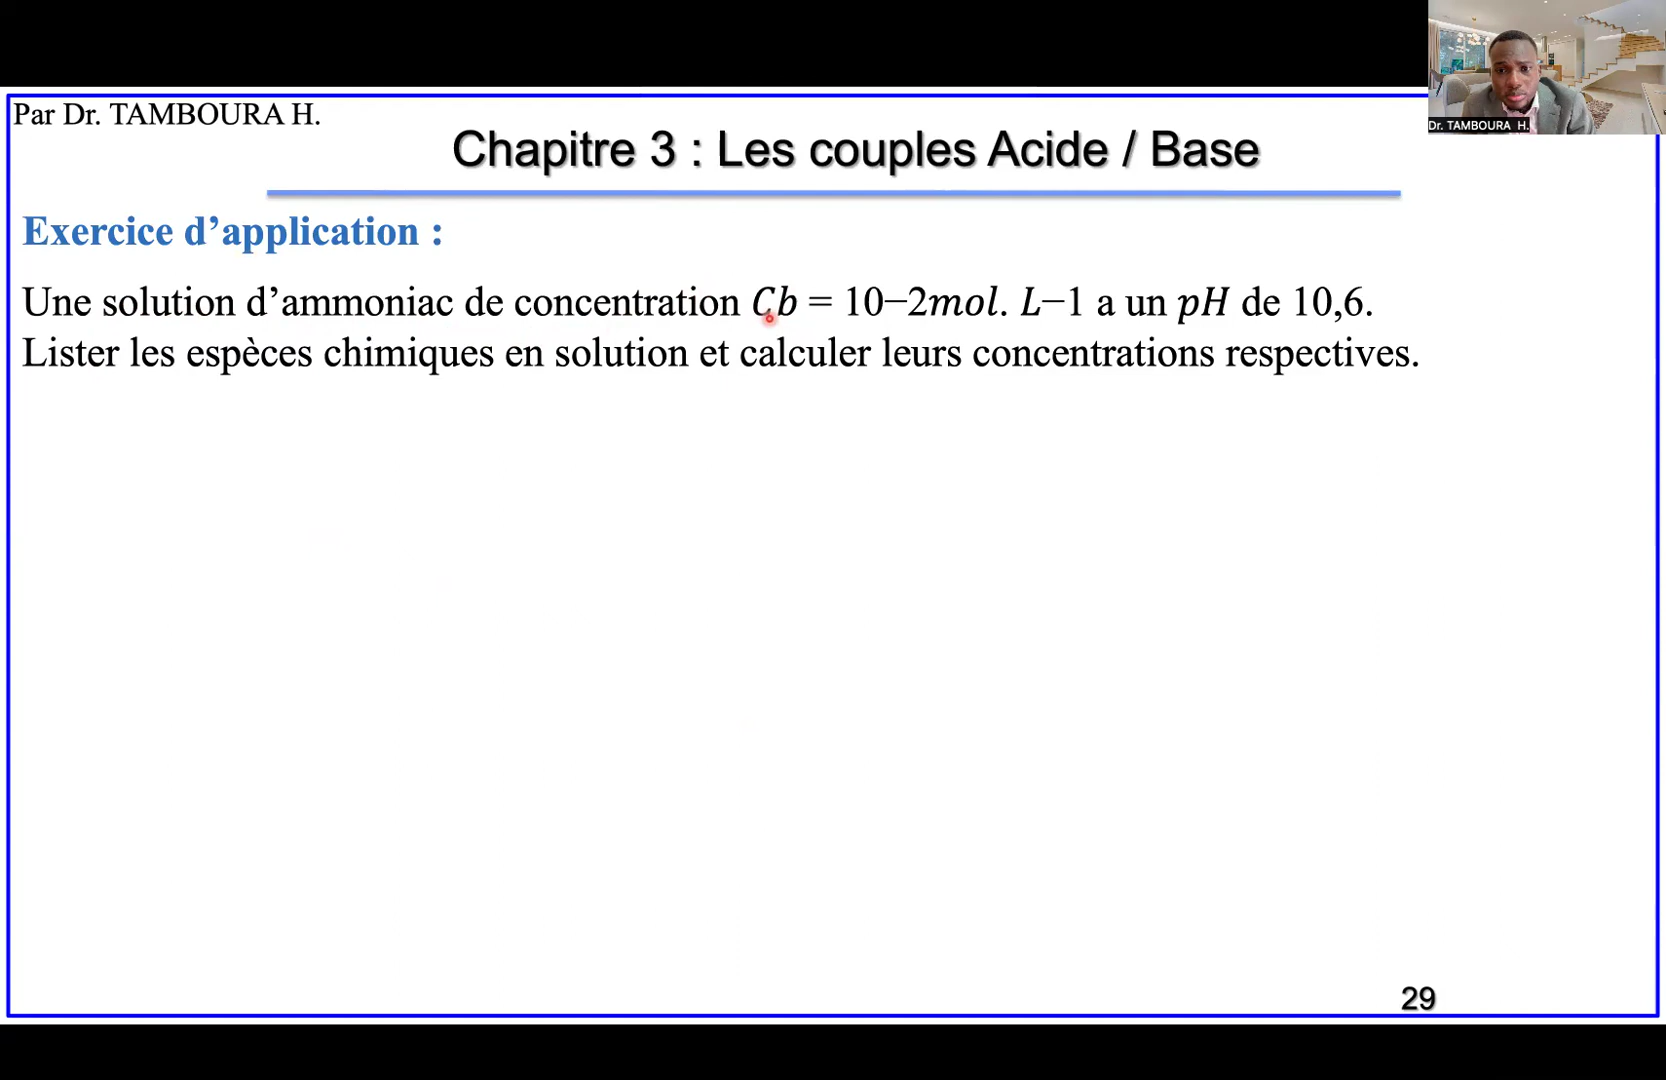 Dr. TAMBOURA H.
Par Dr. TAMBOURA H.
Chapitre 3 : Les couples Acide / Base
Exercice d’application :
Une solution d’ammoniac de concentration Cb = 10−2mol. L−1 a un pH de 10,6.
Lister les espèces chimiques en solution et calculer leurs concentrations respectives.
29